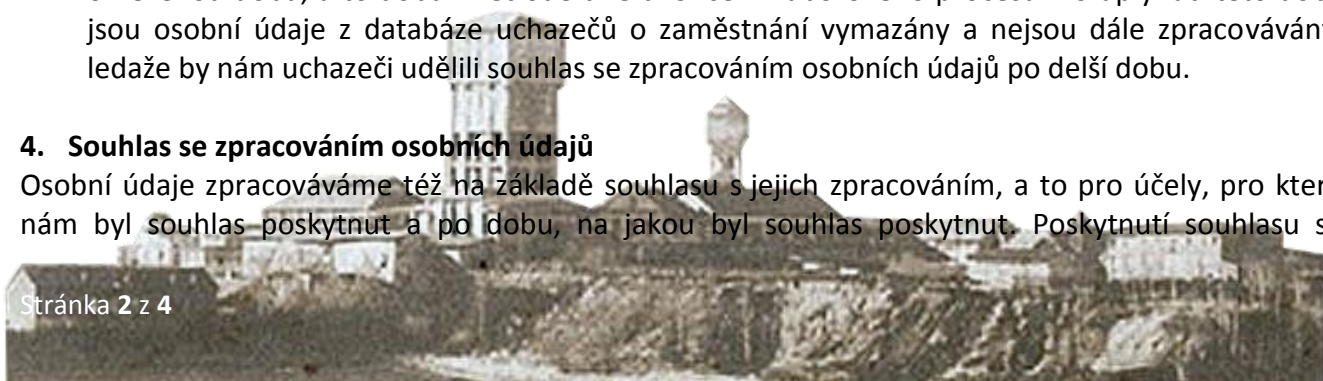 jsou osobní údaje z databáze uchazečů o zaměstnání vymazány a nejsou dále zpracovávány
ledaže by nám uchazeči udělili souhlas se zpracováním osobních údajů po delší dobu.
4. Souhlas se zpracováním osobních údajů
Osobní údaje zpracováváme též na základě souhlasu s jejich zpracováním, a to pro účely, pro kter
nám byl souhlas poskytnut a po dobu, na jakou byl souhlas poskytnut. Poskytnutí souhlasu s
Stránka 2 z 4